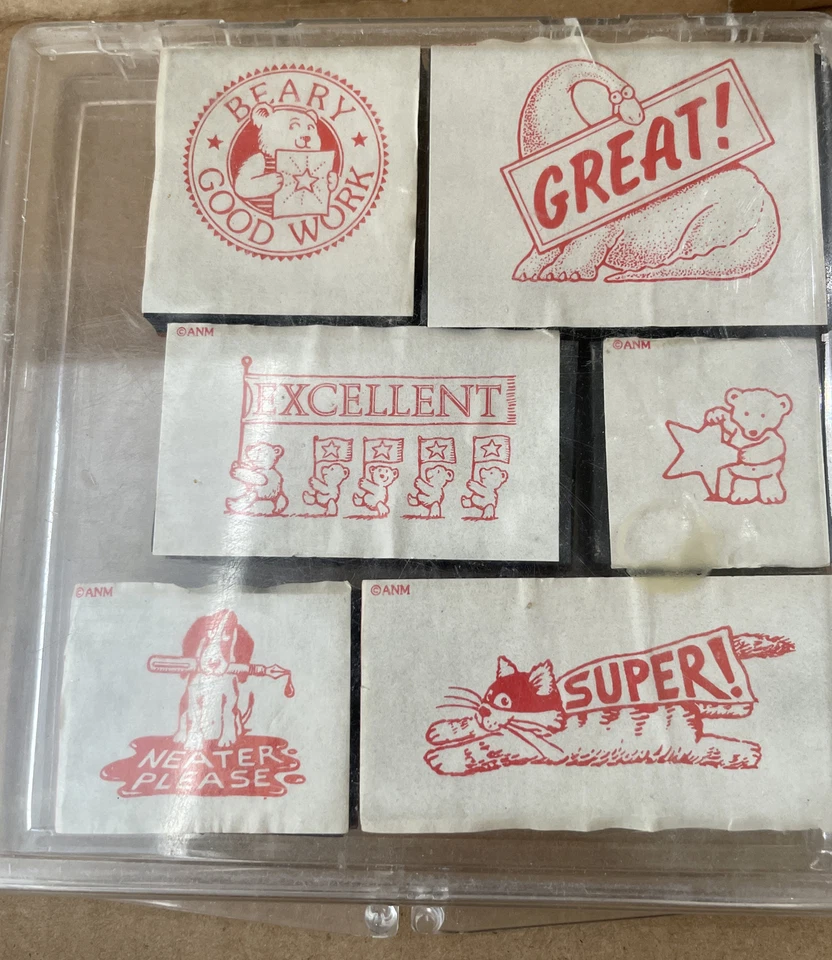 BEARY
GOOD WORK
GREAT!
©ANM
EXCELLENT
©ANM
©ANM
NEATER
PLEASE
©ANM
SUPER!